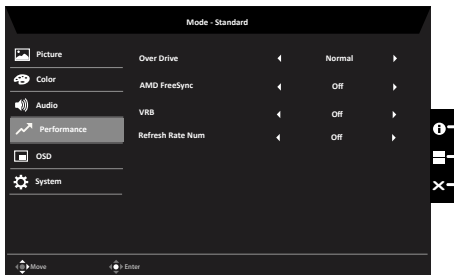 Mode - Standard
Picture
Color
Audio
Performance
OSD
System
Over Drive Normal
AMD FreeSync Off
VRB Off
Refresh Rate Num Off
Move Enter